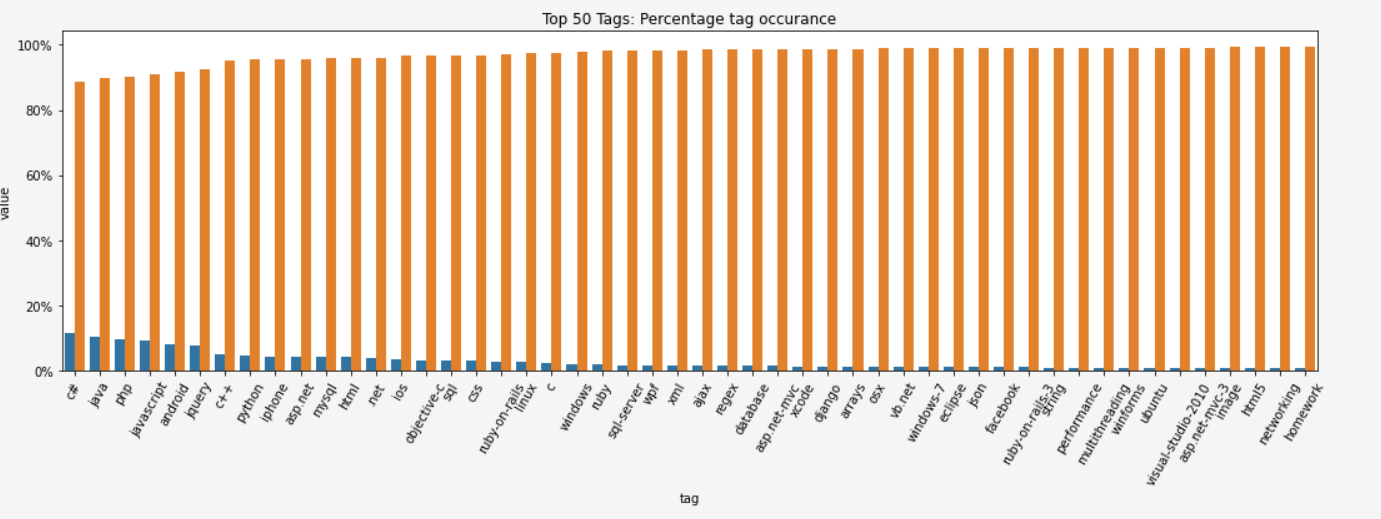 Top 50 Tags: Percentage tag occurance
100%
80%
60%
40%
20%
0%
value
c#
java
php
javascript
android
jquery
c++
python
iphone
asp.net
mysql
html
.net
ios
objective-c
sql
css
ruby-on-rails
linux
c
windows
ruby
sql-server
wpf
xml
ajax
regex
database
asp.net-mvc
xcode
django
arrays
osx
vb.net
windows-7
eclipse
json
facebook
ruby-on-rails-3
string
performance
multithreading
winforms
ubuntu
visual-studio-2010
asp.net-mvc-3
image
html5
networking
homework
tag